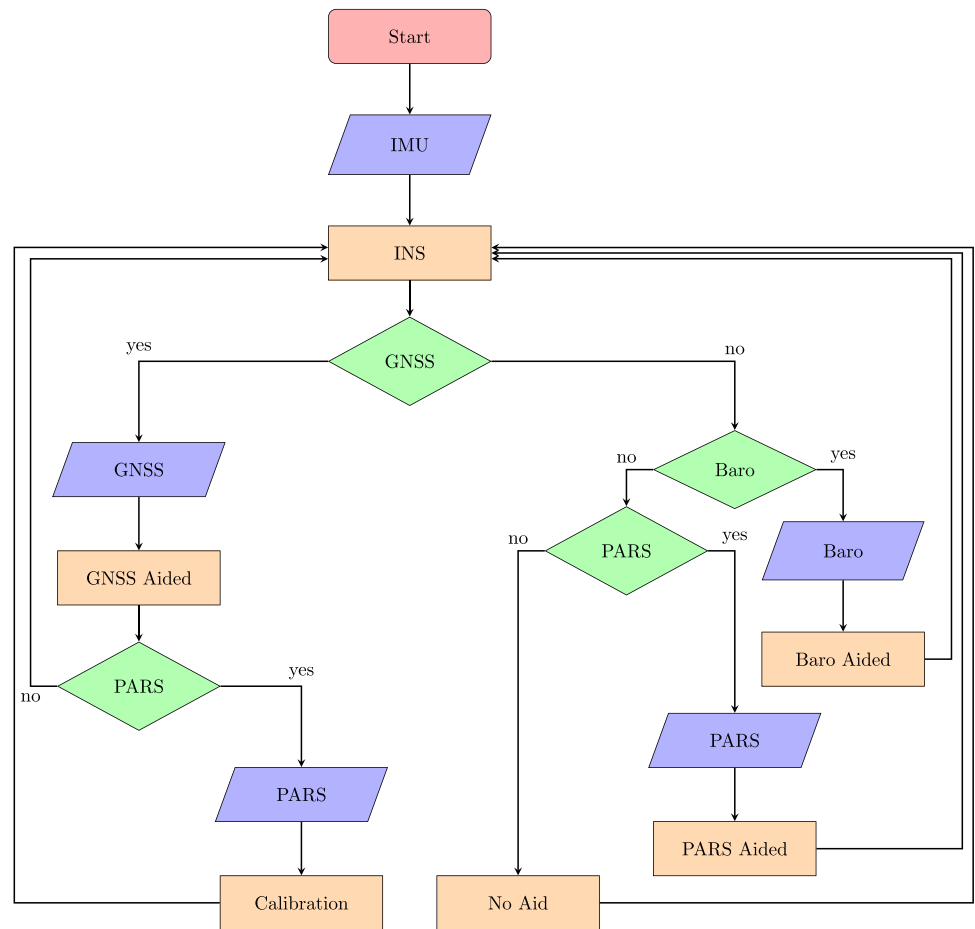 Start
IMU
INS
GNSS
yes
no
GNSS
Baro
no
yes
GNSS Aided
PARS
no
yes
Baro
PARS
no
yes
Baro Aided
PARS
PARS
PARS Aided
Calibration
No Aid